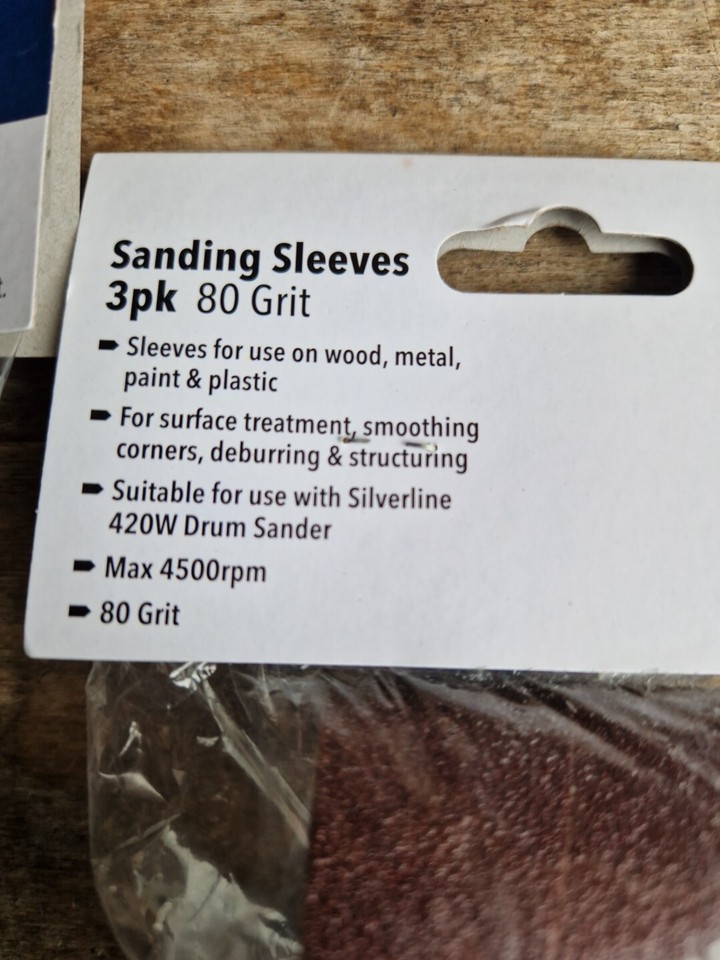 Sanding Sleeves
3pk 80 Grit
Sleeves for use on wood, metal,
paint & plastic
For surface treatment, smoothing
corners, deburring & structuring
Suitable for use with Silverline
420W Drum Sander
Max 4500rpm
80 Grit